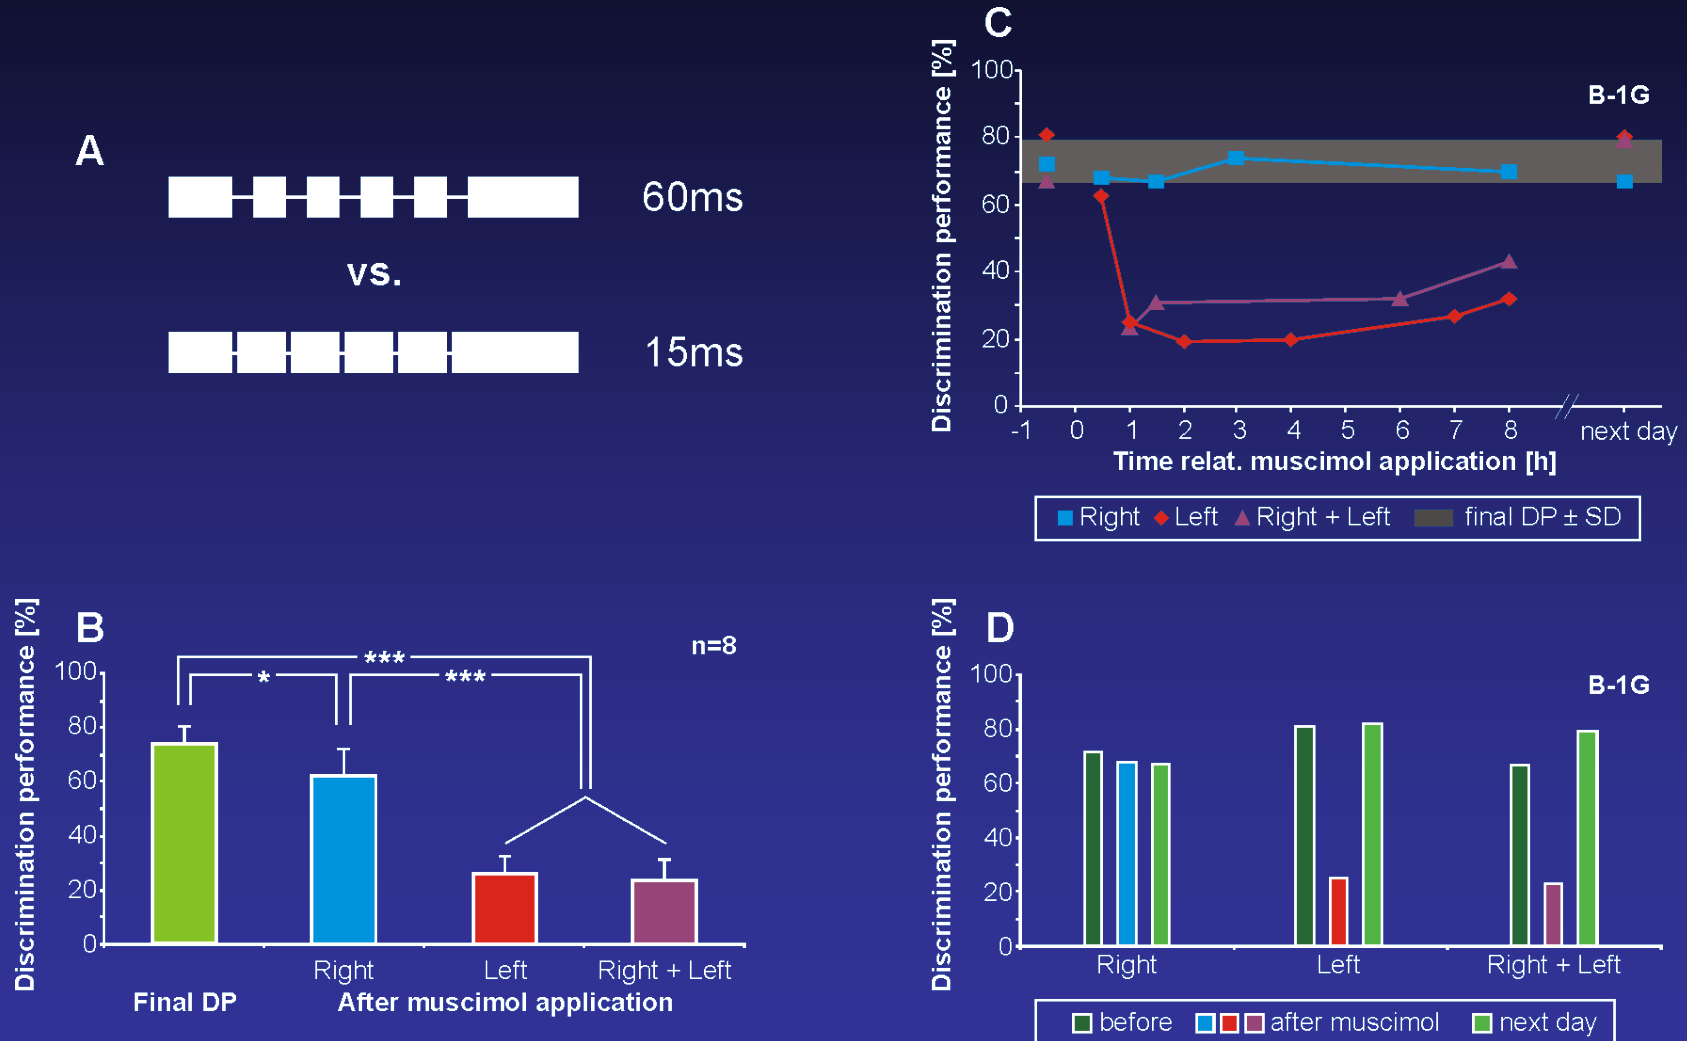 A
60ms
vs.
15ms
C
B-1G
Discrimination performance [%]
100
80
60
40
20
0
-1 0 1 2 3 4 5 6 7 8 next day
Time relat. muscimol application [h]
Right Left Right + Left final DP ± SD
B
n=8
Discrimination performance [%]
***
* ***
100
80
60
40
20
0
Right Left Right + Left
Final DP After muscimol application
D
B-1G
Discrimination performance [%]
100
80
60
40
20
0
Right Left Right + Left
before after muscimol next day